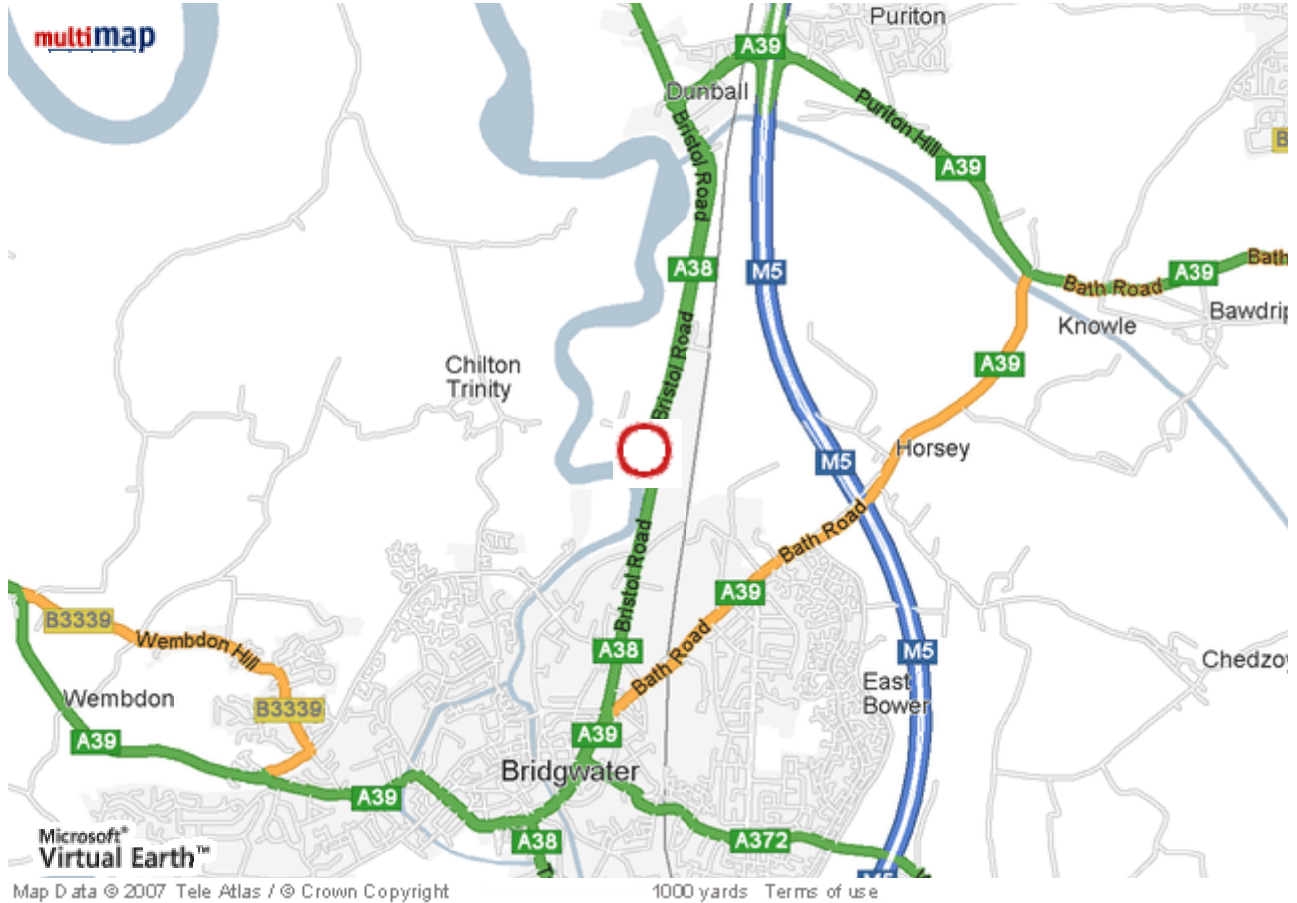 multimap
Puriton
A39
Dunball
Puriton Hill
Bristol Road
B
A39
A38
M5
Bath Road
A39
Bath
Knowle
Bawdrip
Bristol Road
Chilton
Trinity
A39
Horsey
M5
Bath Road
Bristol Road
A39
B3339
Wembdon Hill
A38
Bath Road
M5
Chedzoy
East
Bower
Wembdon
B3339
A39
A39
Bridgwater
A39
A38
A372
M5
Microsoft®
Virtual Earth™
Map Data © 2007 Tele Atlas / © Crown Copyright
1000 yards Terms of use